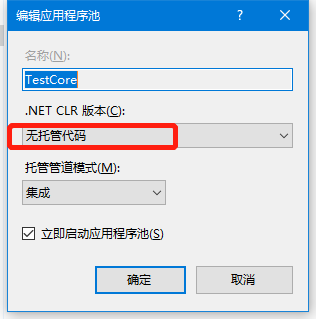 编辑应用程序池
?
×
名称(N):
TestCore
.NET CLR 版本(C):
无托管代码
托管管道模式(M):
集成
立即启动应用程序池(S)
确定
取消